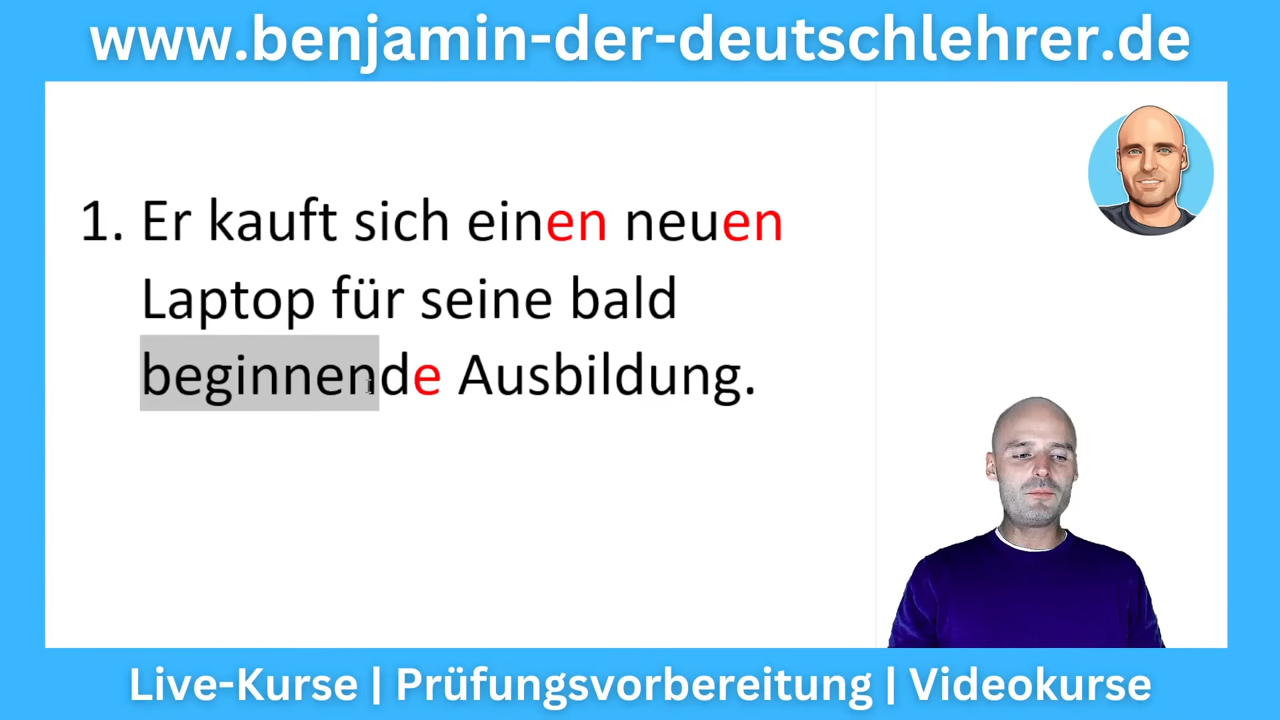 www.benjamin-der-deutschlehrer.de
1. Er kauft sich einen neuen
Laptop für seine bald
beginnende Ausbildung.
Live-Kurse | Prüfungsvorbereitung | Videokurse